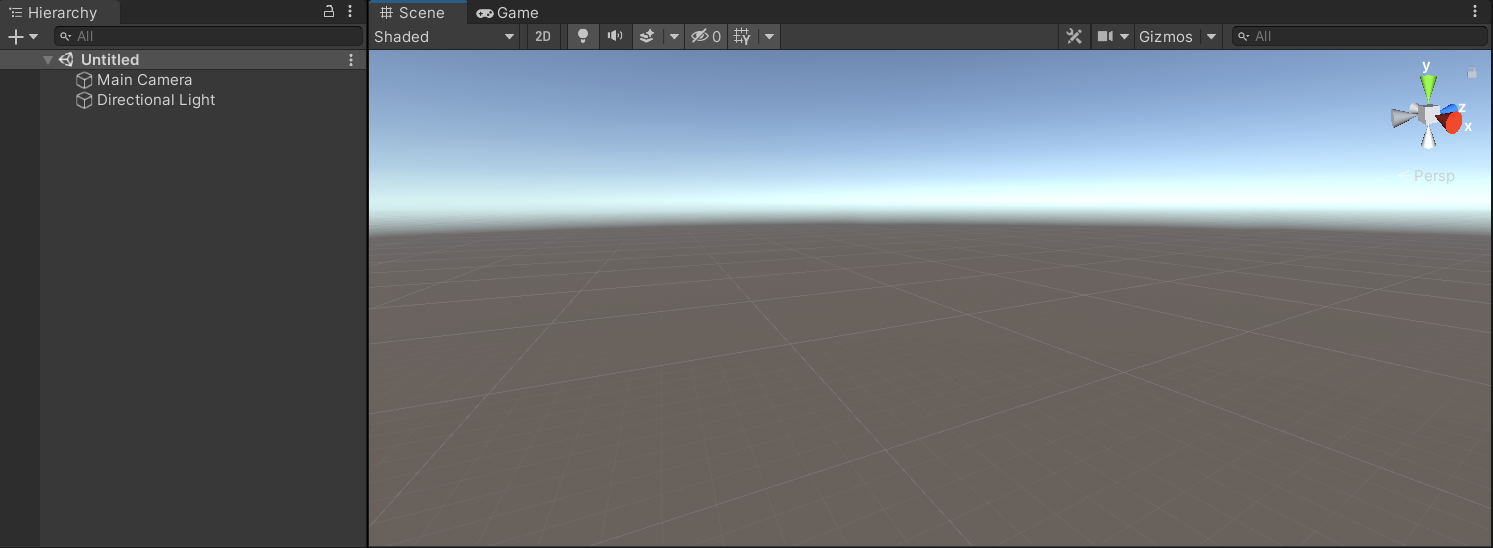 Hierarchy
All
Untitled
Main Camera
Directional Light
Scene Game
Shaded 2D 0 Gizmos All
y
z
x
Persp